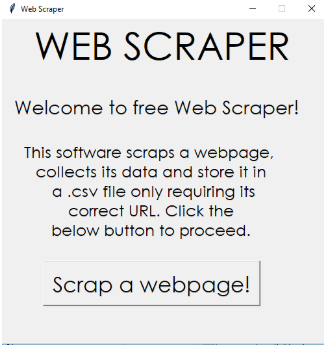 Web Scraper
WEB SCRAPER
Welcome to free Web Scraper!
This software scraps a webpage,
collects its data and store it in
a .csv file only requiring its
correct URL. Click the
below button to proceed.
Scrap a webpage!